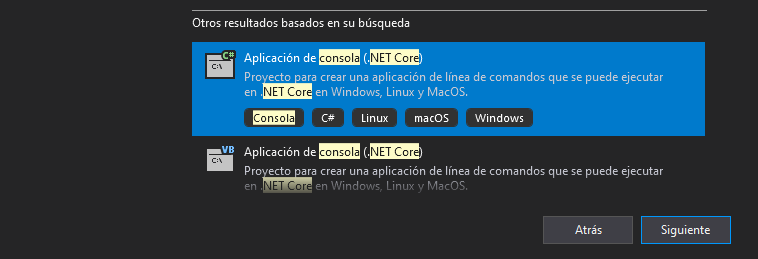 Otros resultados basados en su búsqueda
C#
C:\
Aplicación de consola (.NET Core)
Proyecto para crear una aplicación de línea de comandos que se puede ejecutar
en .NET Core en Windows, Linux y MacOS.
Consola C# Linux macOS Windows
VB
C:\
Aplicación de consola (.NET Core)
Proyecto para crear una aplicación de línea de comandos que se puede ejecutar
en .NET Core en Windows, Linux y MacOS.
Atrás Siguiente